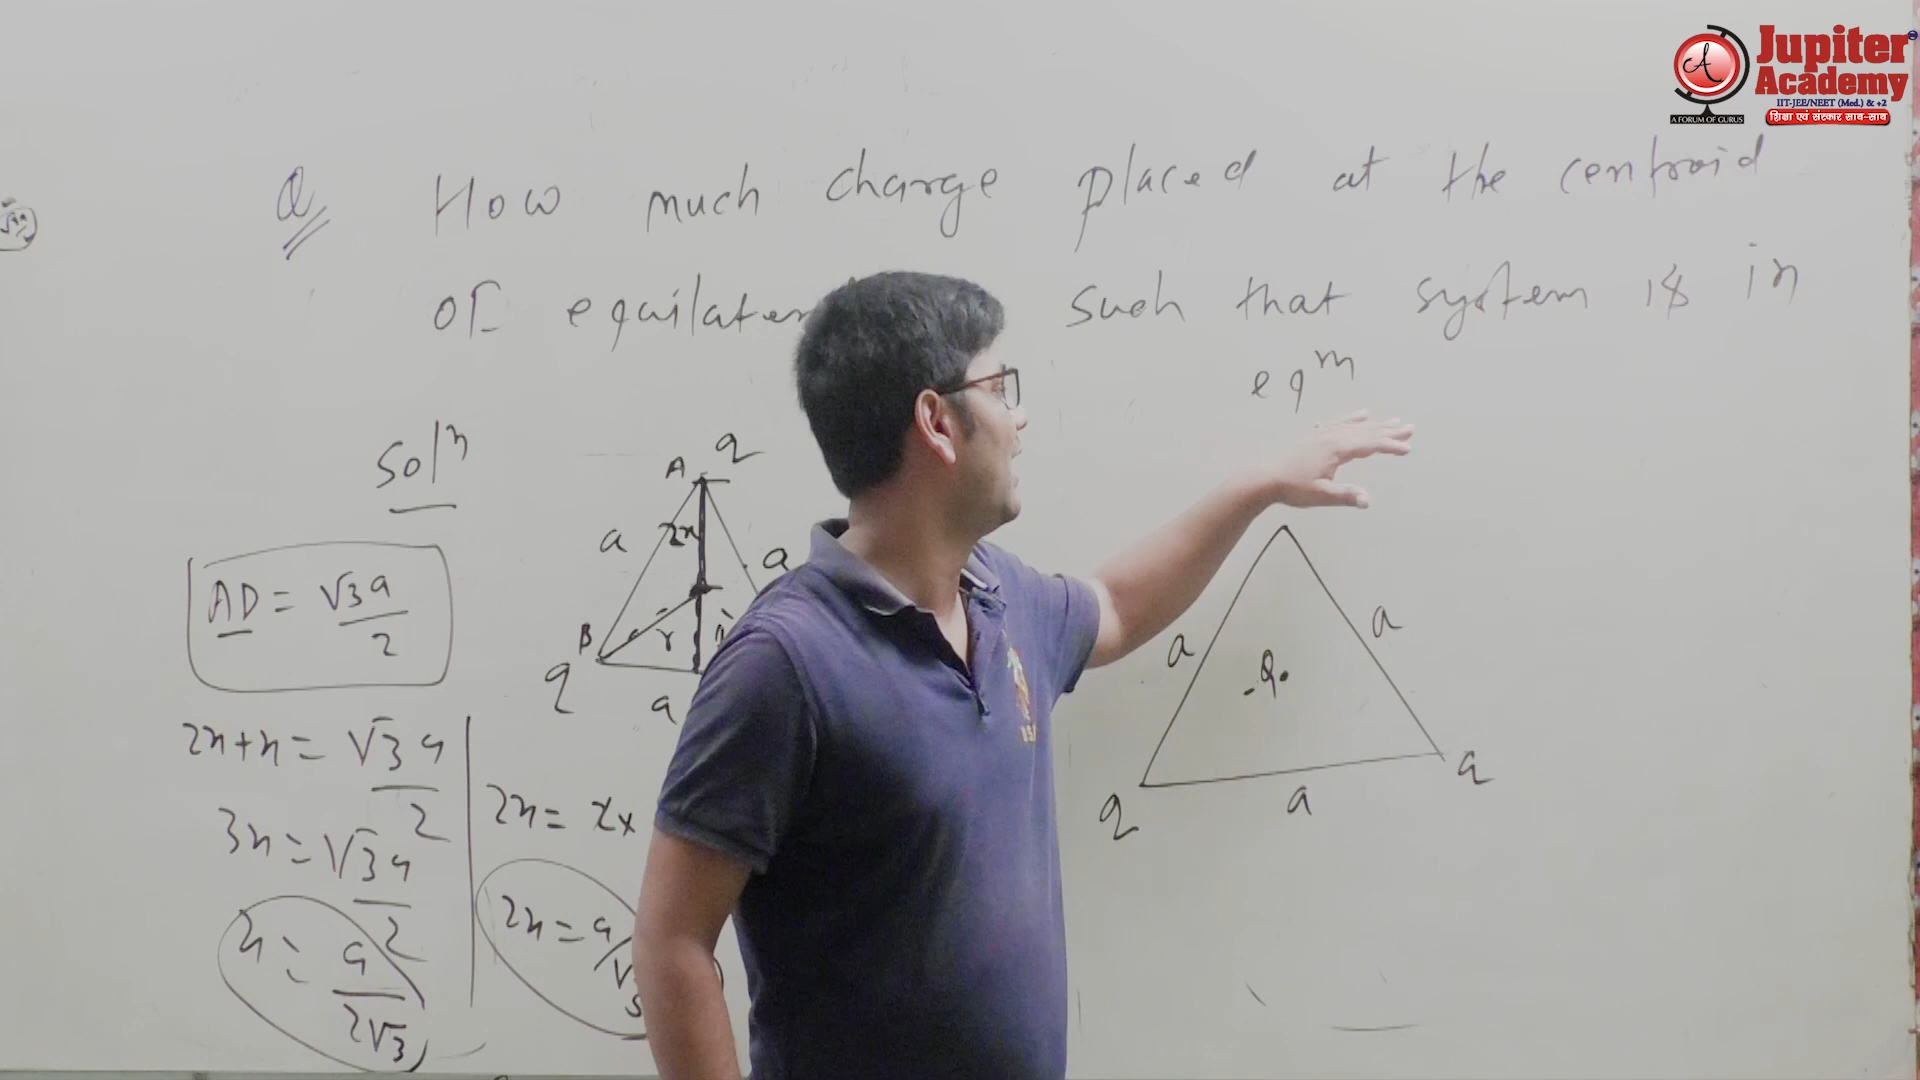 Jupiter
Academy
IIT-JEE/NEET (Med.) & +2
A FORUM OF GURUS
शिक्षा एवं संस्कार साथ-साथ
Q How much charge placed at the centroid
of equilater such that system is in
eqm
Soln
A q
a 2x a
B r
q a
AD = √3a/2
2x+x = √3a/2
3x = √3a/2
x = a/2√3
2x = 2x
2x = a/√3
a a
-Q.
q a q